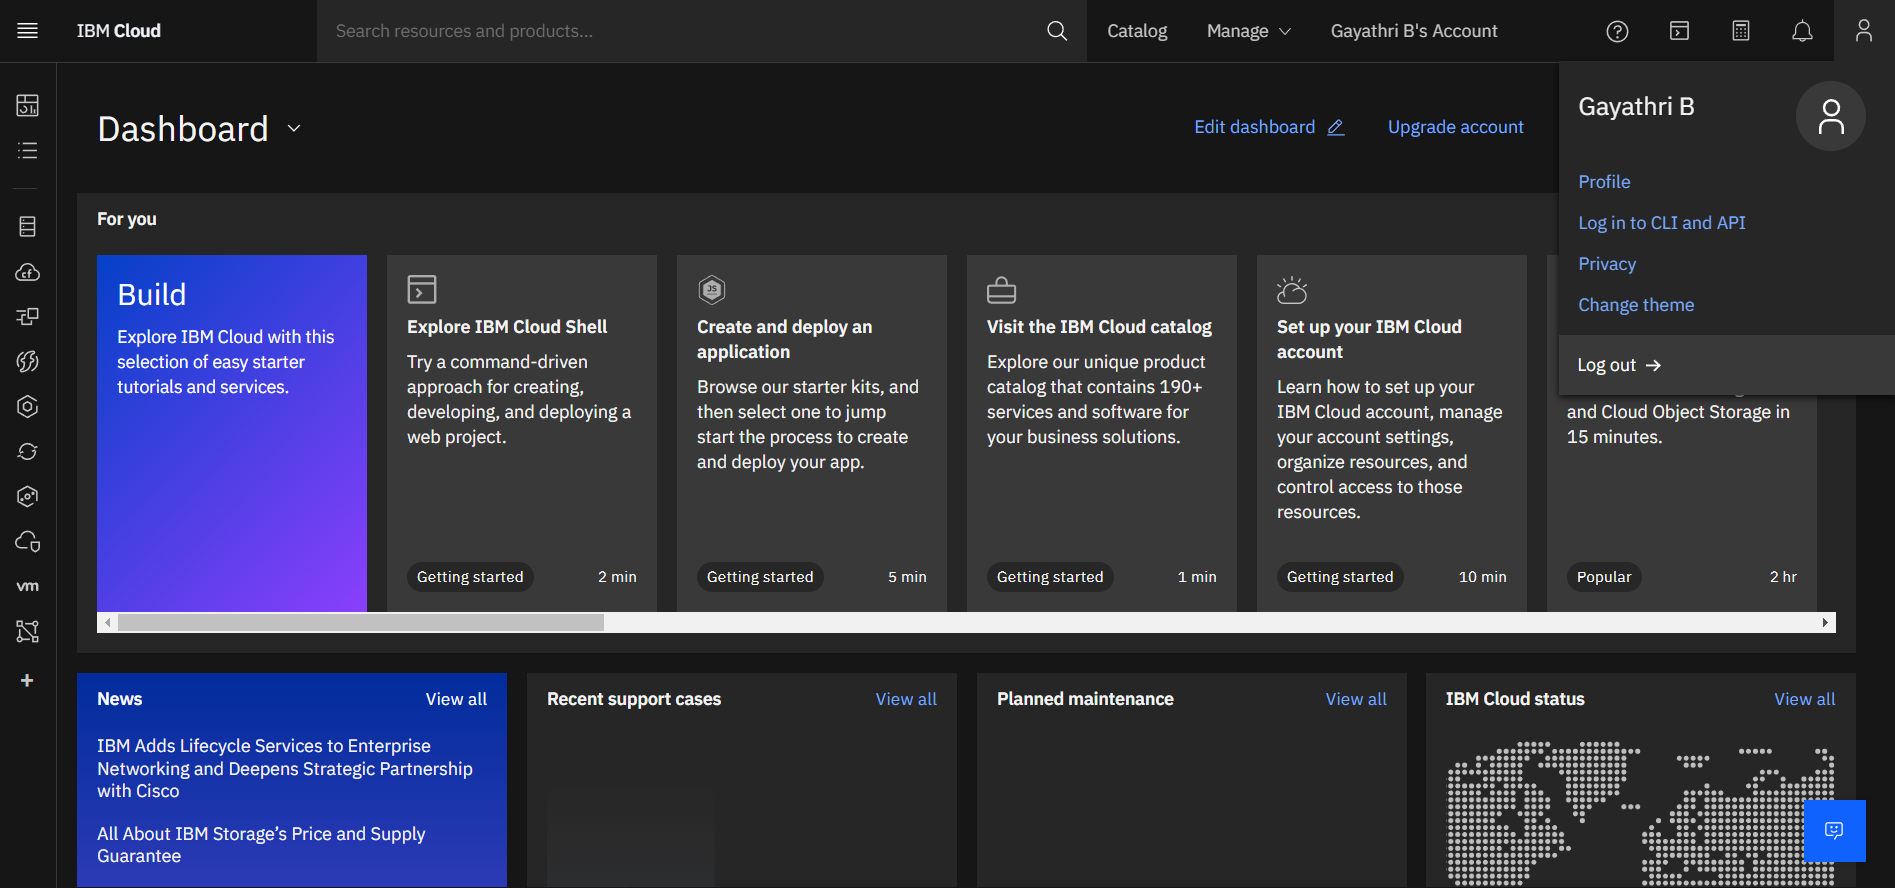 IBM Cloud
Search resources and products...
Catalog
Manage
Gayathri B's Account
Dashboard
Edit dashboard
Upgrade account
Gayathri B
Profile
Log in to CLI and API
Privacy
Change theme
Log out
For you
Build
Explore IBM Cloud with this
selection of easy starter
tutorials and services.
Explore IBM Cloud Shell
Try a command-driven
approach for creating,
developing, and deploying a
web project.
Getting started
2 min
JS
Create and deploy an
application
Browse our starter kits, and
then select one to jump
start the process to create
and deploy your app.
Getting started
5 min
Visit the IBM Cloud catalog
Explore our unique product
catalog that contains 190+
services and software for
your business solutions.
Getting started
1 min
Set up your IBM Cloud
account
Learn how to set up your
IBM Cloud account, manage
your account settings,
organize resources, and
control access to those
resources.
Getting started
10 min
and Cloud Object Storage in
15 minutes.
Popular
2 hr
cf
vm
News
View all
IBM Adds Lifecycle Services to Enterprise
Networking and Deepens Strategic Partnership
with Cisco
All About IBM Storage’s Price and Supply
Guarantee
Recent support cases
View all
Planned maintenance
View all
IBM Cloud status
View all